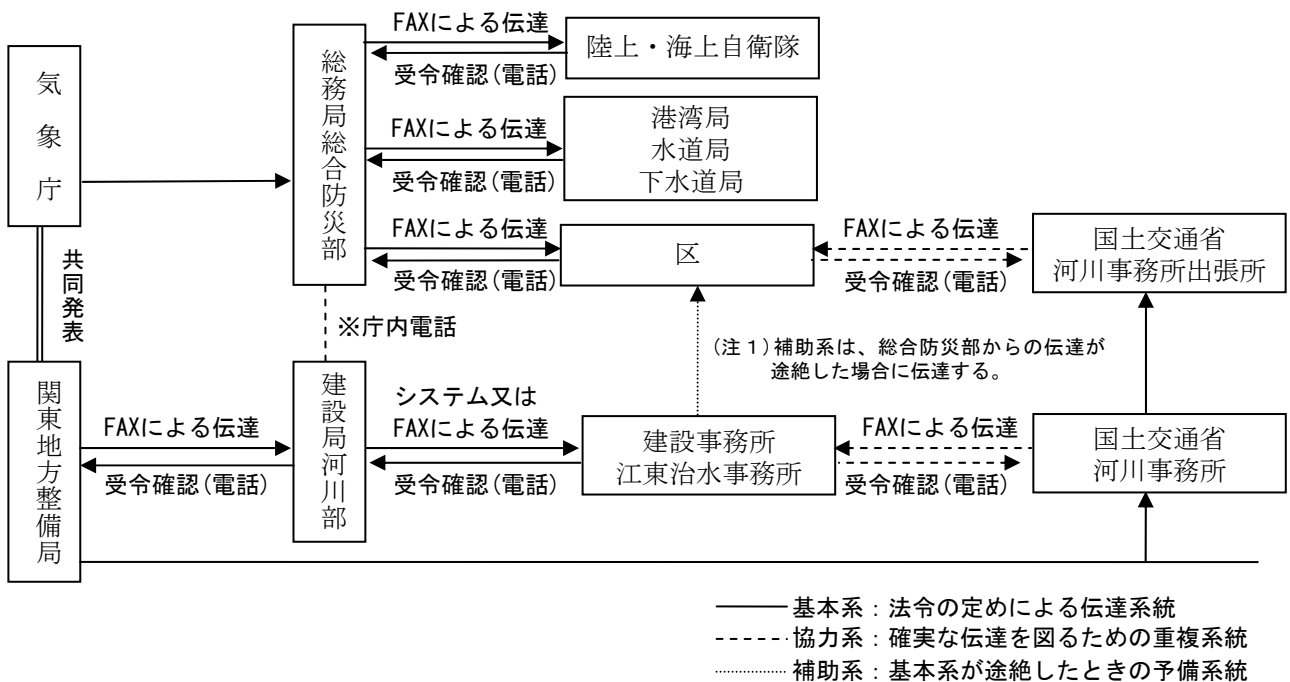 気象庁
共同発表
関東地方整備局
総務局総合防災部
※庁内電話
建設局河川部
FAXによる伝達
受令確認(電話)
陸上・海上自衛隊
FAXによる伝達
受令確認(電話)
港湾局
水道局
下水道局
FAXによる伝達
受令確認(電話)
区
FAXによる伝達
受令確認(電話)
国土交通省
河川事務所出張所
(注1)補助系は、総合防災部からの伝達が
途絶した場合に伝達する。
FAXによる伝達
受令確認(電話)
システム又は
FAXによる伝達
受令確認(電話)
建設事務所
江東治水事務所
FAXによる伝達
受令確認(電話)
国土交通省
河川事務所
基本系：法令の定めによる伝達系統
協力系：確実な伝達を図るための重複系統
補助系：基本系が途絶したときの予備系統